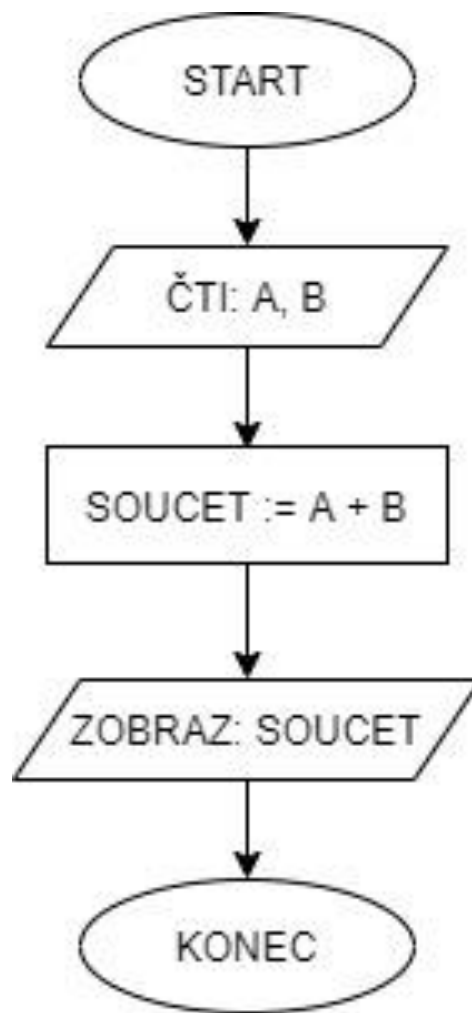 START
ČTI: A, B
SOUCET := A + B
ZOBRAZ: SOUCET
KONEC